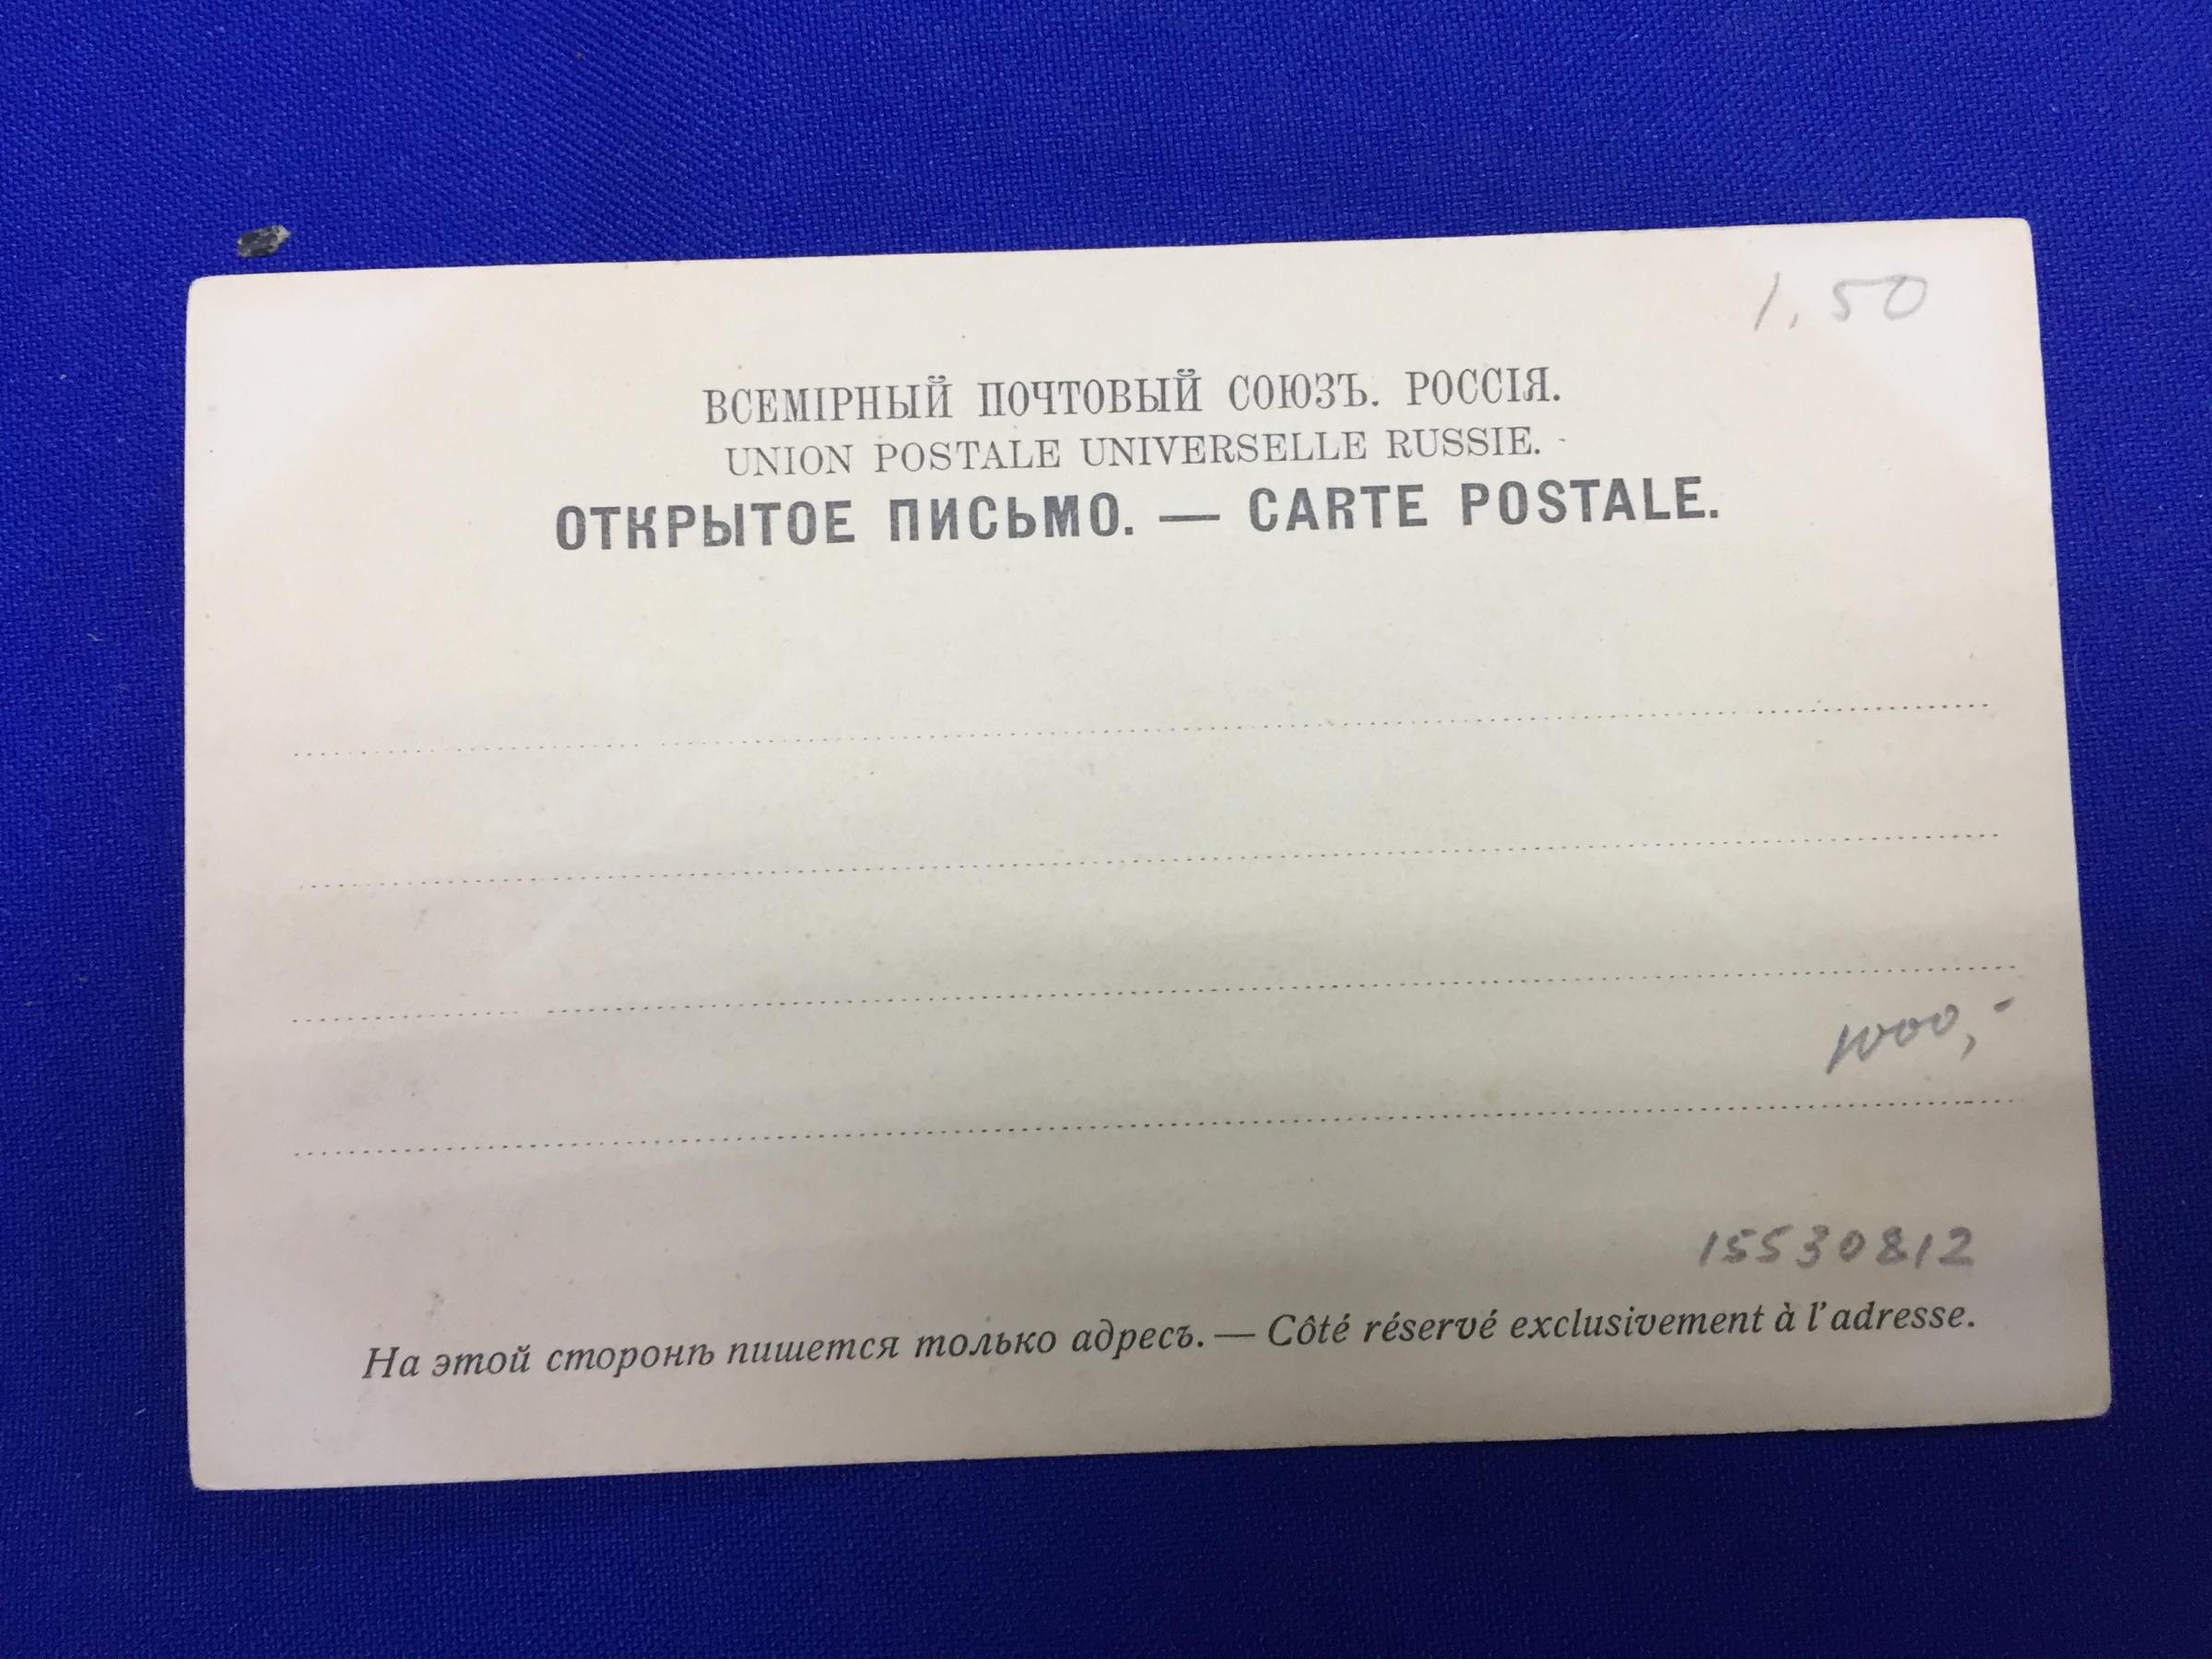 1,50
ВСЕМІРНЫЙ ПОЧТОВЫЙ СОЮЗЪ. РОССІЯ.
UNION POSTALE UNIVERSELLE RUSSIE.
ОТКРЫТОЕ ПИСЬМО. — CARTE POSTALE.
1000,-
15530812
На этой сторонѣ пишется только адресъ. — Côté réservé exclusivement à l'adresse.